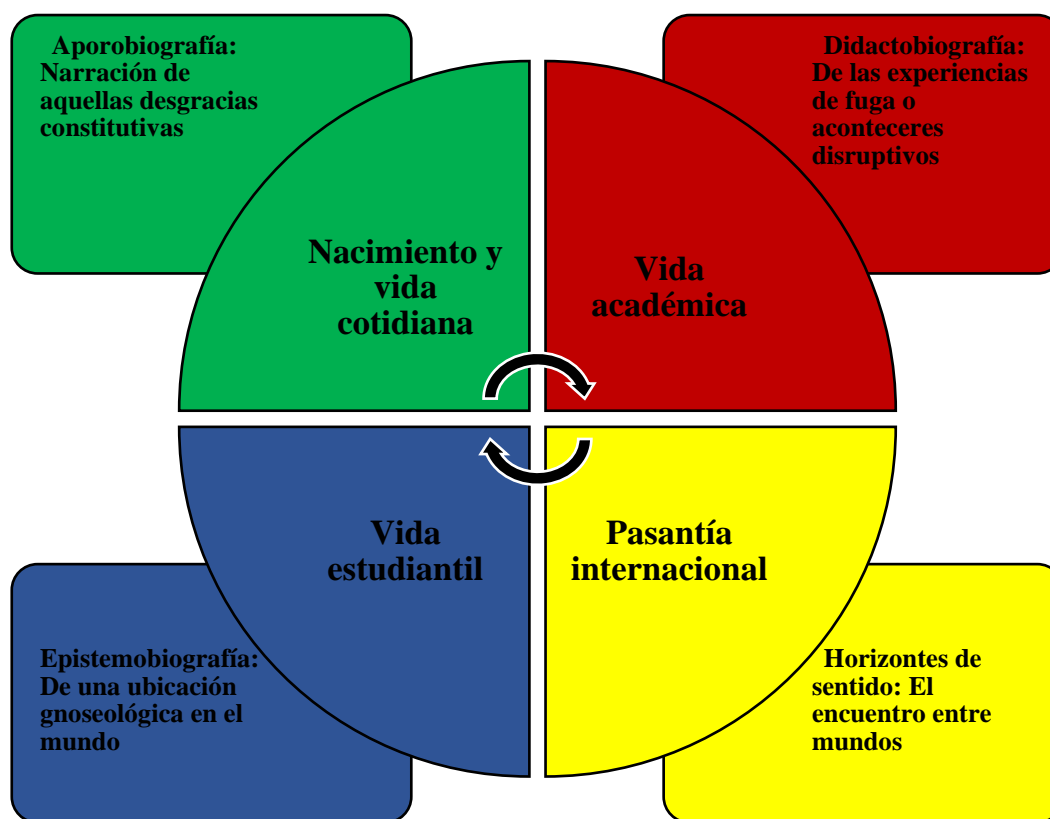 Aporobiografía:
Narración de
aquellas desgracias
constitutivas
Didactobiografía:
De las experiencias
de fuga o
aconteceres
disruptivos
Nacimiento y
vida
cotidiana
Vida
académica
Vida
estudiantil
Pasantía
internacional
Epistemobiografía:
De una ubicación
gnoseológica en el
mundo
Horizontes de
sentido: El
encuentro entre
mundos